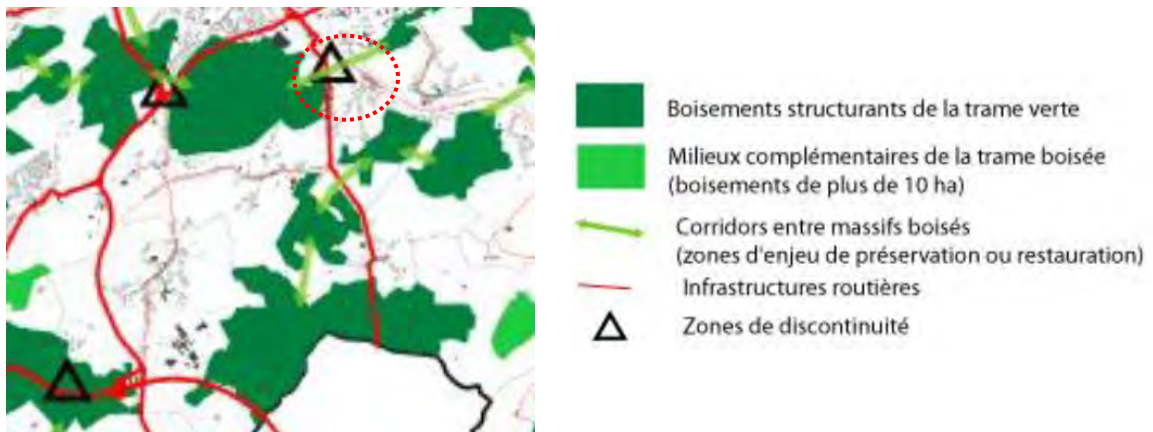 Boisements structurants de la trame verte
Milieux complémentaires de la trame boisée
(boisements de plus de 10 ha)
Corridors entre massifs boisés
(zones d'enjeu de préservation ou restauration)
Infrastructures routières
Zones de discontinuité